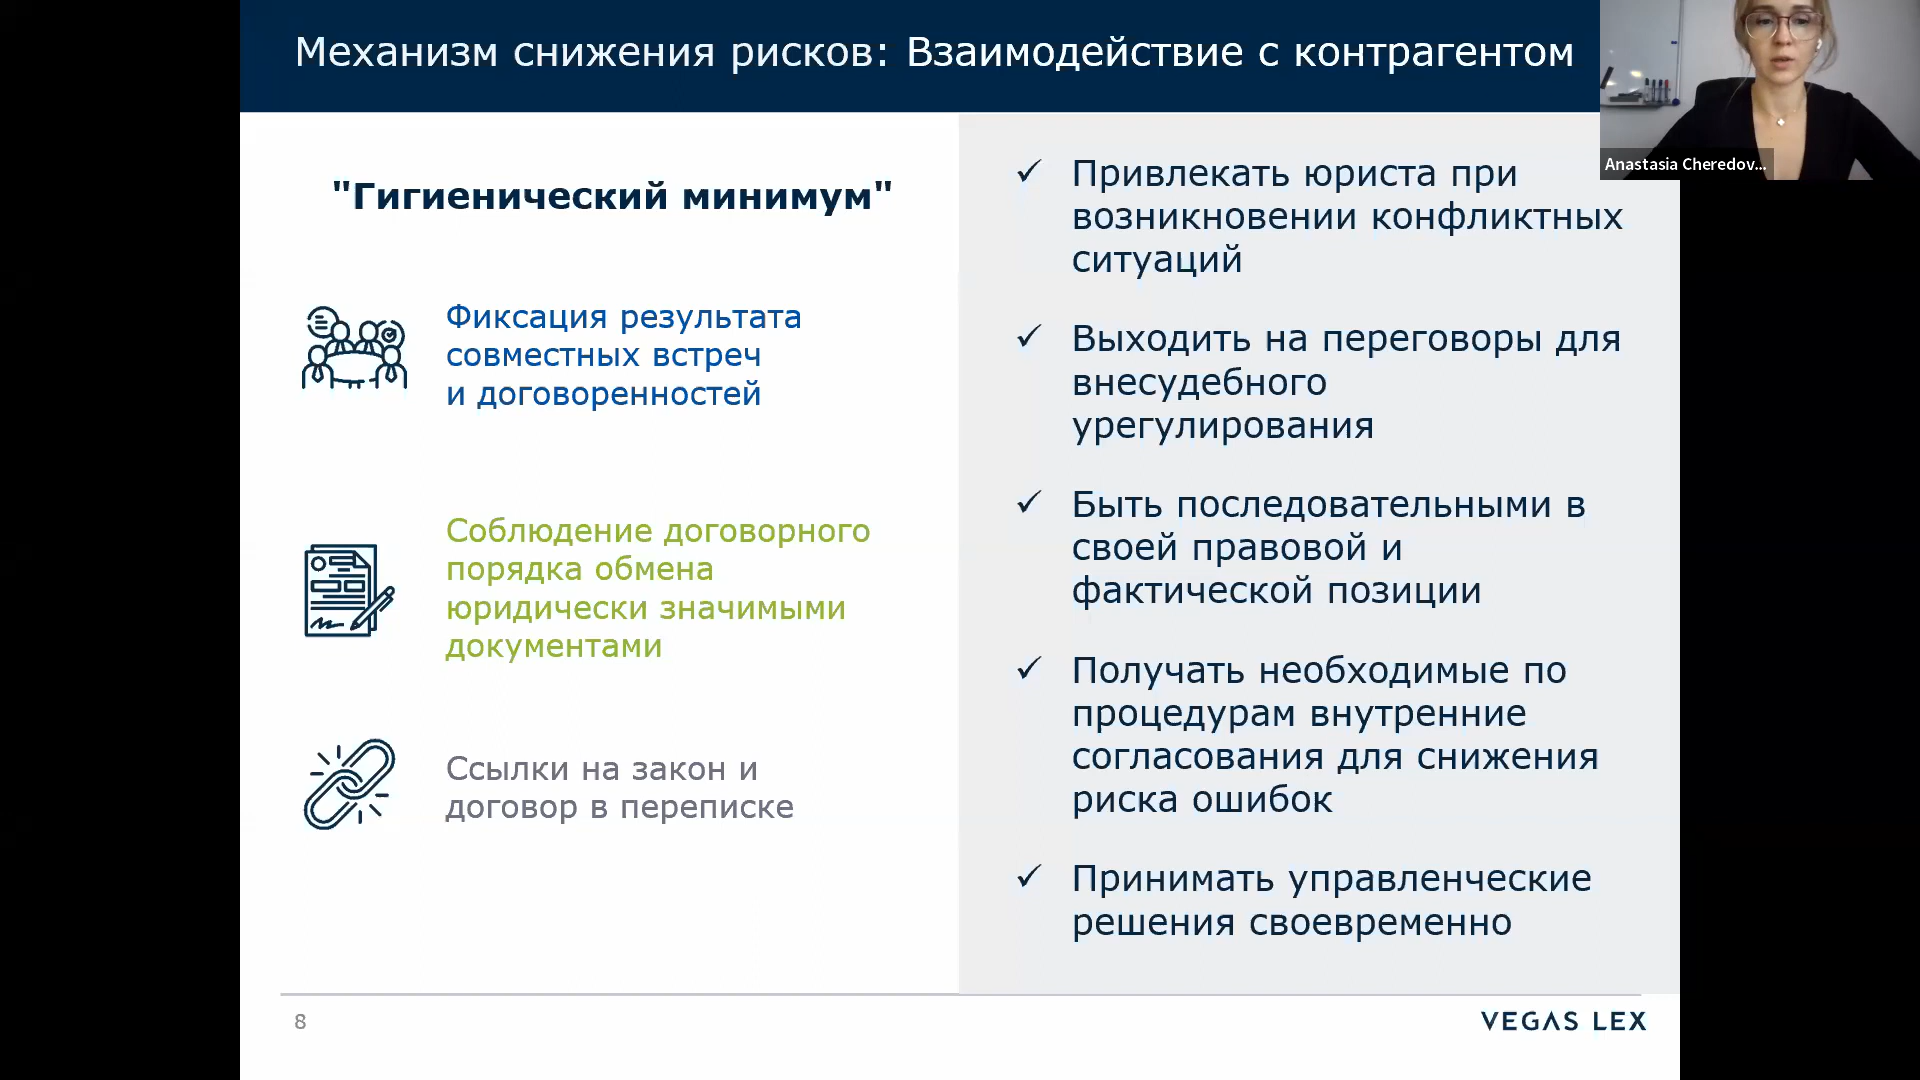 Механизм снижения рисков: Взаимодействие с контрагентом
Anastasia Cheredov...
"Гигиенический минимум"
Фиксация результата
совместных встреч
и договоренностей
Соблюдение договорного
порядка обмена
юридически значимыми
документами
Ссылки на закон и
договор в переписке
✓ Привлекать юриста при
возникновении конфликтных
ситуаций
✓ Выходить на переговоры для
внесудебного
урегулирования
✓ Быть последовательными в
своей правовой и
фактической позиции
✓ Получать необходимые по
процедурам внутренние
согласования для снижения
риска ошибок
✓ Принимать управленческие
решения своевременно
8
VEGAS LEX